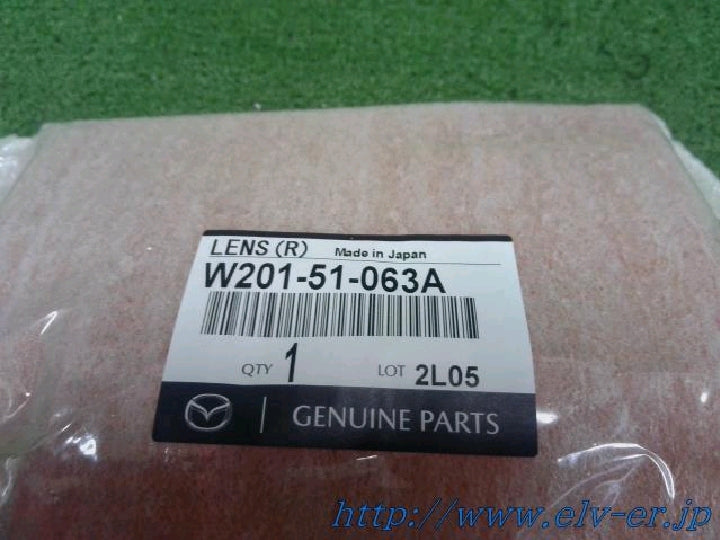 LENS (R) Made in Japan
W201-51-063A
QTY 1 LOT 2L05
GENUINE PARTS
http://www.elv-er.jp